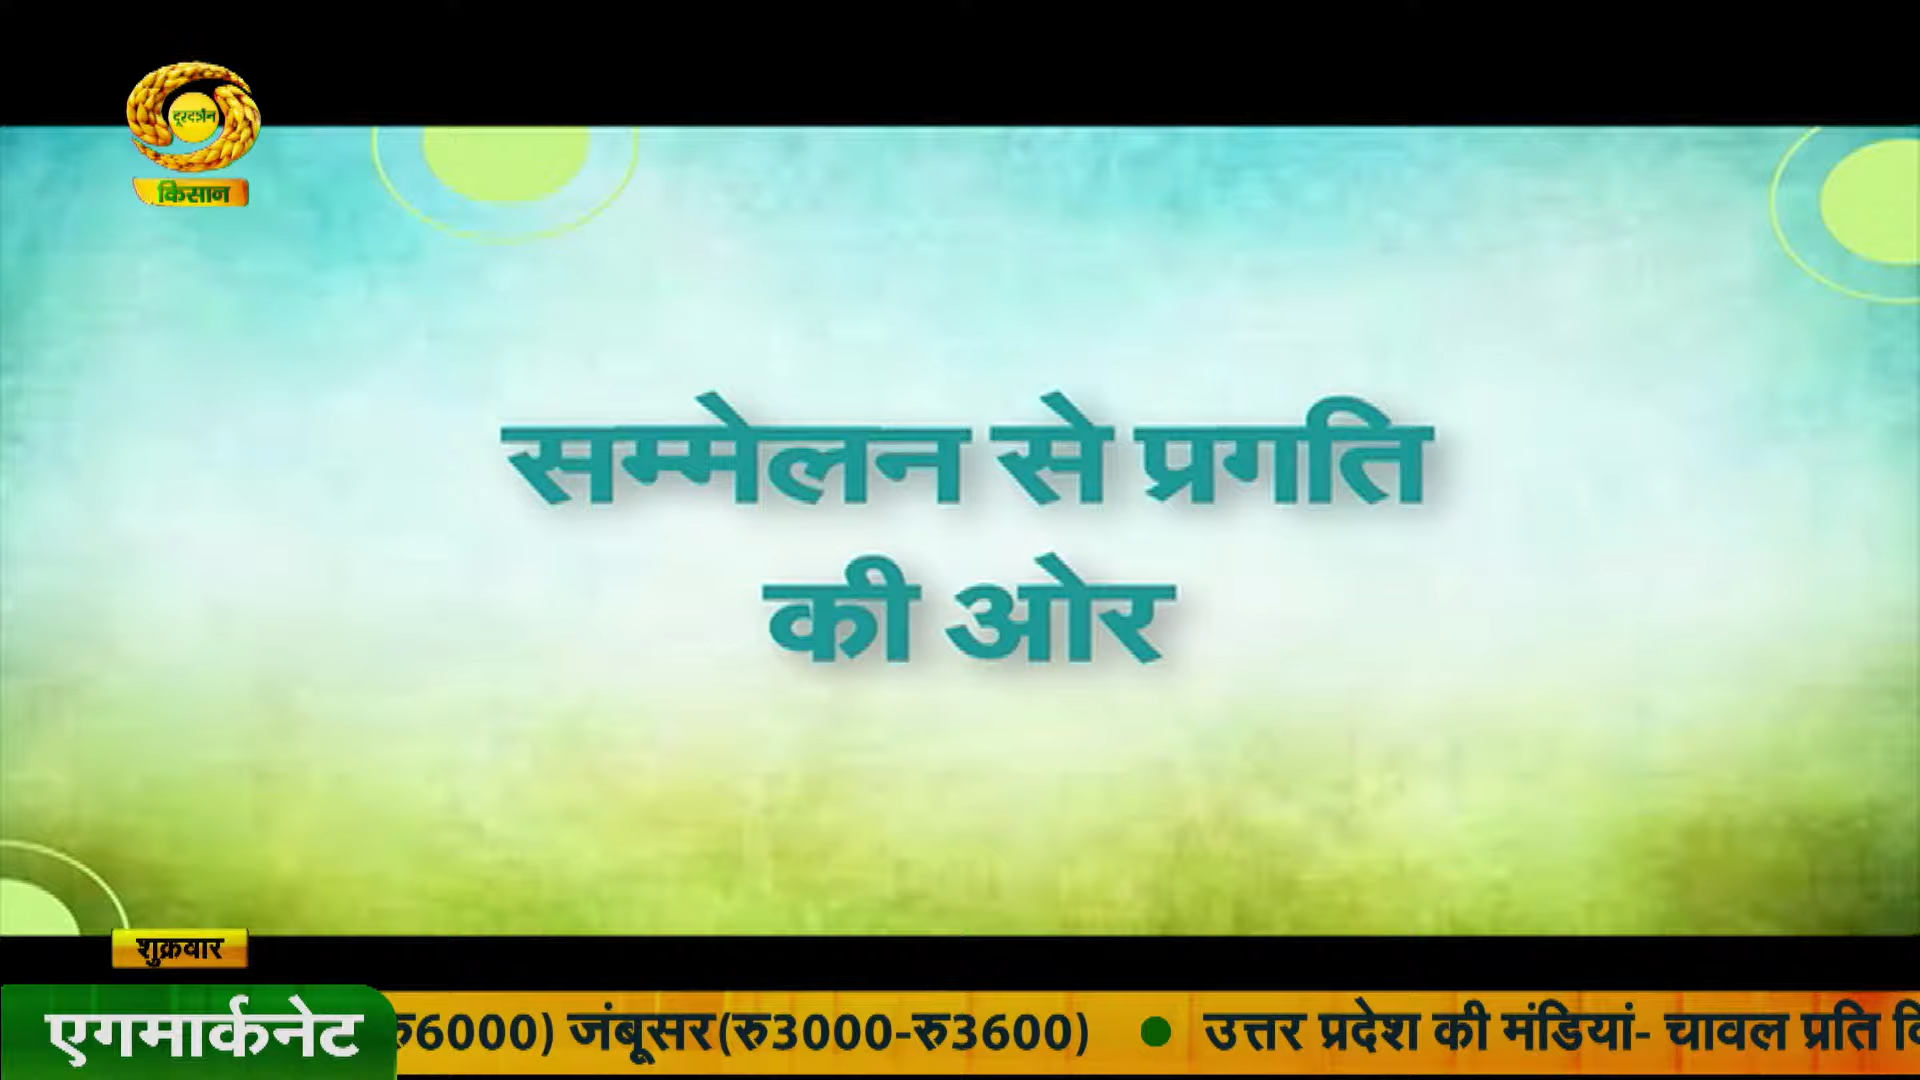 दूरदर्शन
किसान
सम्मेलन से प्रगति
की ओर
शुक्रवार
एगमार्कनेट
रु6000) जंबूसर(रु3000-रु3600) ● उत्तर प्रदेश की मंडियां- चावल प्रति